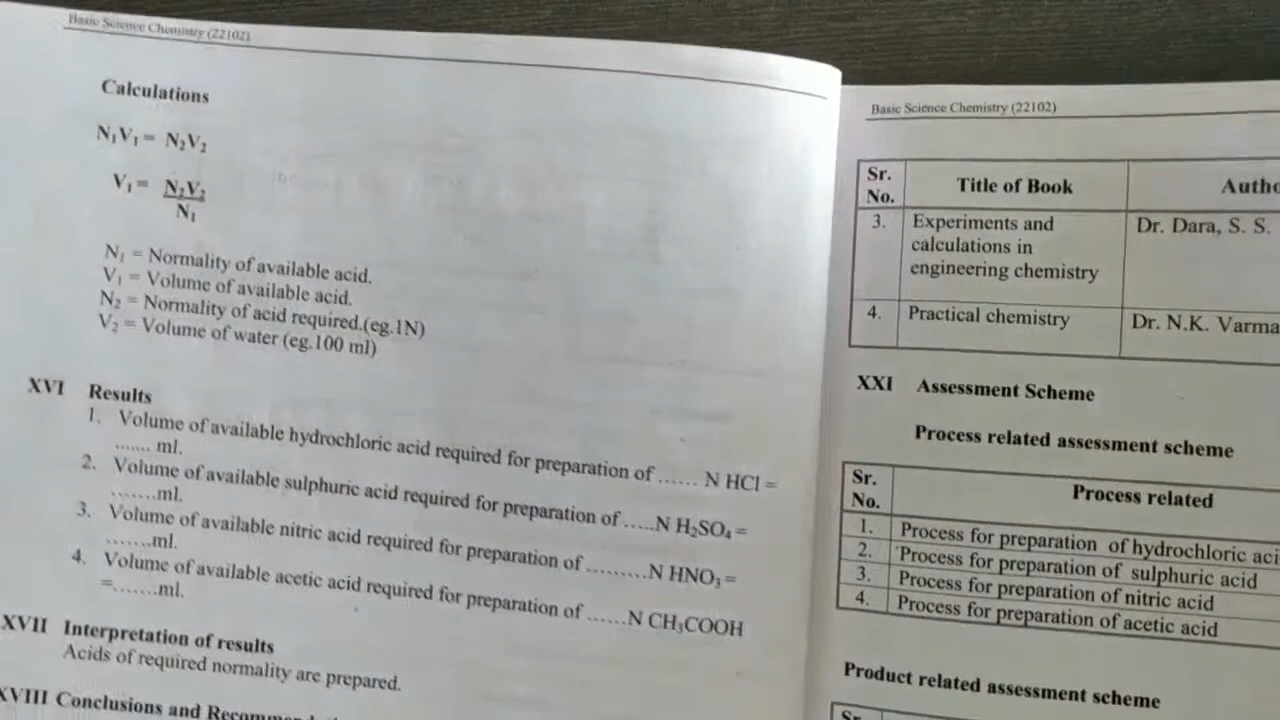 Basic Science Chemistry (22102)
Calculations
N₁V₁ = N₂V₂
V₁ = N₂V₂
N₁
N₁ = Normality of available acid.
V₁ = Volume of available acid.
N₂ = Normality of acid required.(eg.1N)
V₂ = Volume of water (eg.100 ml)
XVI Results
1. Volume of available hydrochloric acid required for preparation of ...... N HCl =
....... ml.
2. Volume of available sulphuric acid required for preparation of .....N H₂SO₄ =
.......ml.
3. Volume of available nitric acid required for preparation of .........N HNO₃ =
.......ml.
4. Volume of available acetic acid required for preparation of ......N CH₃COOH
=.......ml.
XVII Interpretation of results
Acids of required normality are prepared.
XVIII Conclusions and
Basic Science Chemistry (22102)
Sr. No. Title of Book
3. Experiments and Dr. Dara, S. S.
calculations in
engineering chemistry
4. Practical chemistry Dr. N.K. Varma
XXI Assessment Scheme
Process related assessment scheme
Sr. No. Process related
1. Process for preparation of hydrochloric aci
2. Process for preparation of sulphuric acid
3. Process for preparation of nitric acid
4. Process for preparation of acetic acid
Product related assessment scheme
Sr.